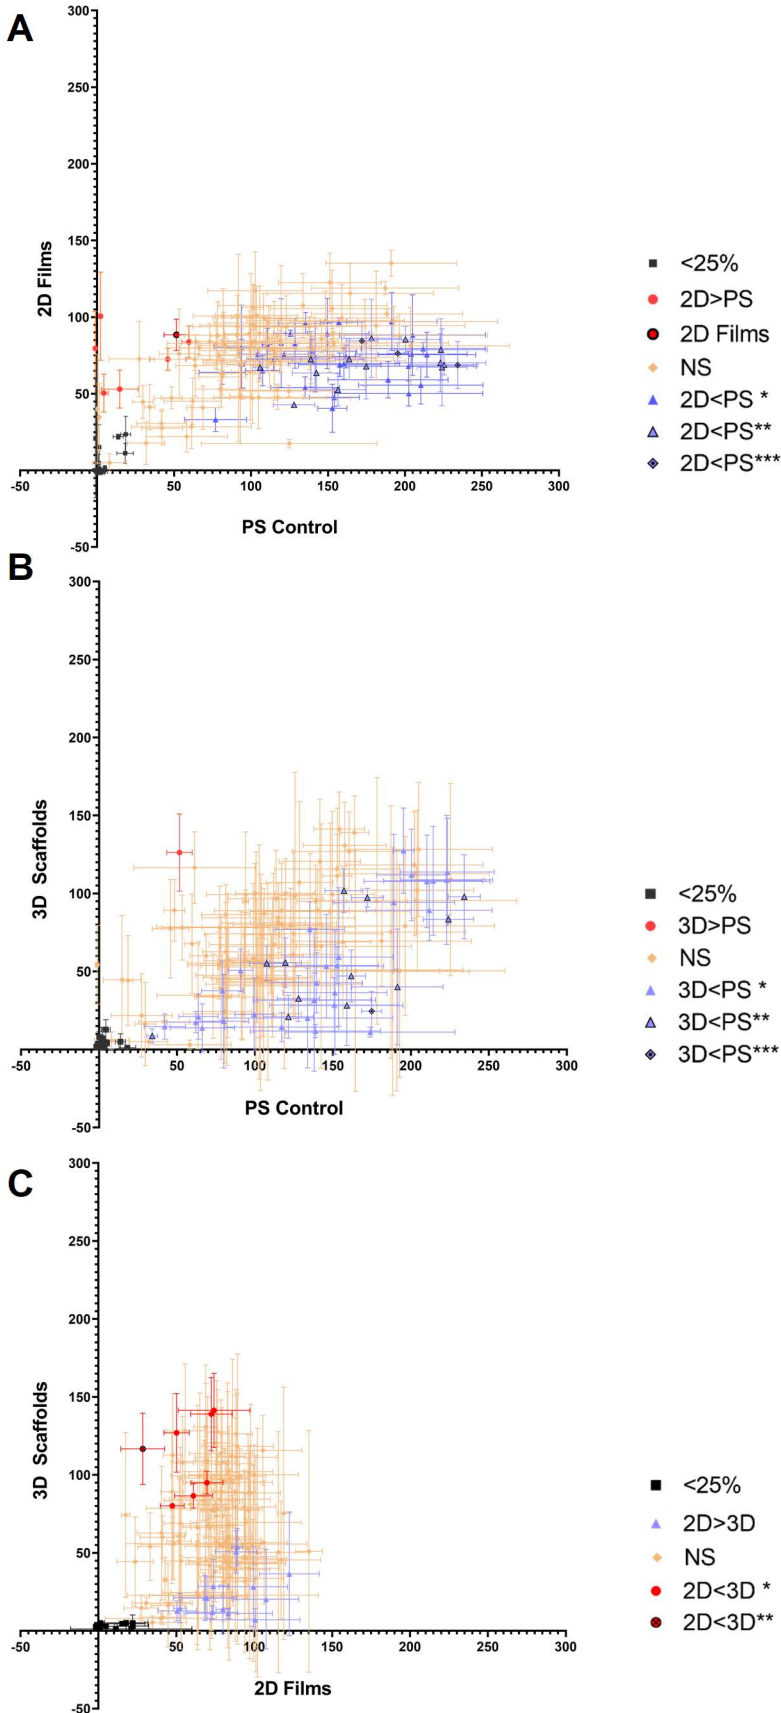 A
300
250
200
150
100
50
-50
-50
50
100
150
200
250
300
2D Films
PS Control
<25%
2D>PS
2D Films
NS
2D<PS *
2D<PS**
2D<PS***
B
300
250
200
150
100
50
-50
-50
50
100
150
200
250
300
3D Scaffolds
PS Control
<25%
3D>PS
NS
3D<PS *
3D<PS**
3D<PS***
C
300
250
200
150
100
50
-50
-50
50
100
150
200
250
300
3D Scaffolds
2D Films
<25%
2D>3D
NS
2D<3D *
2D<3D**